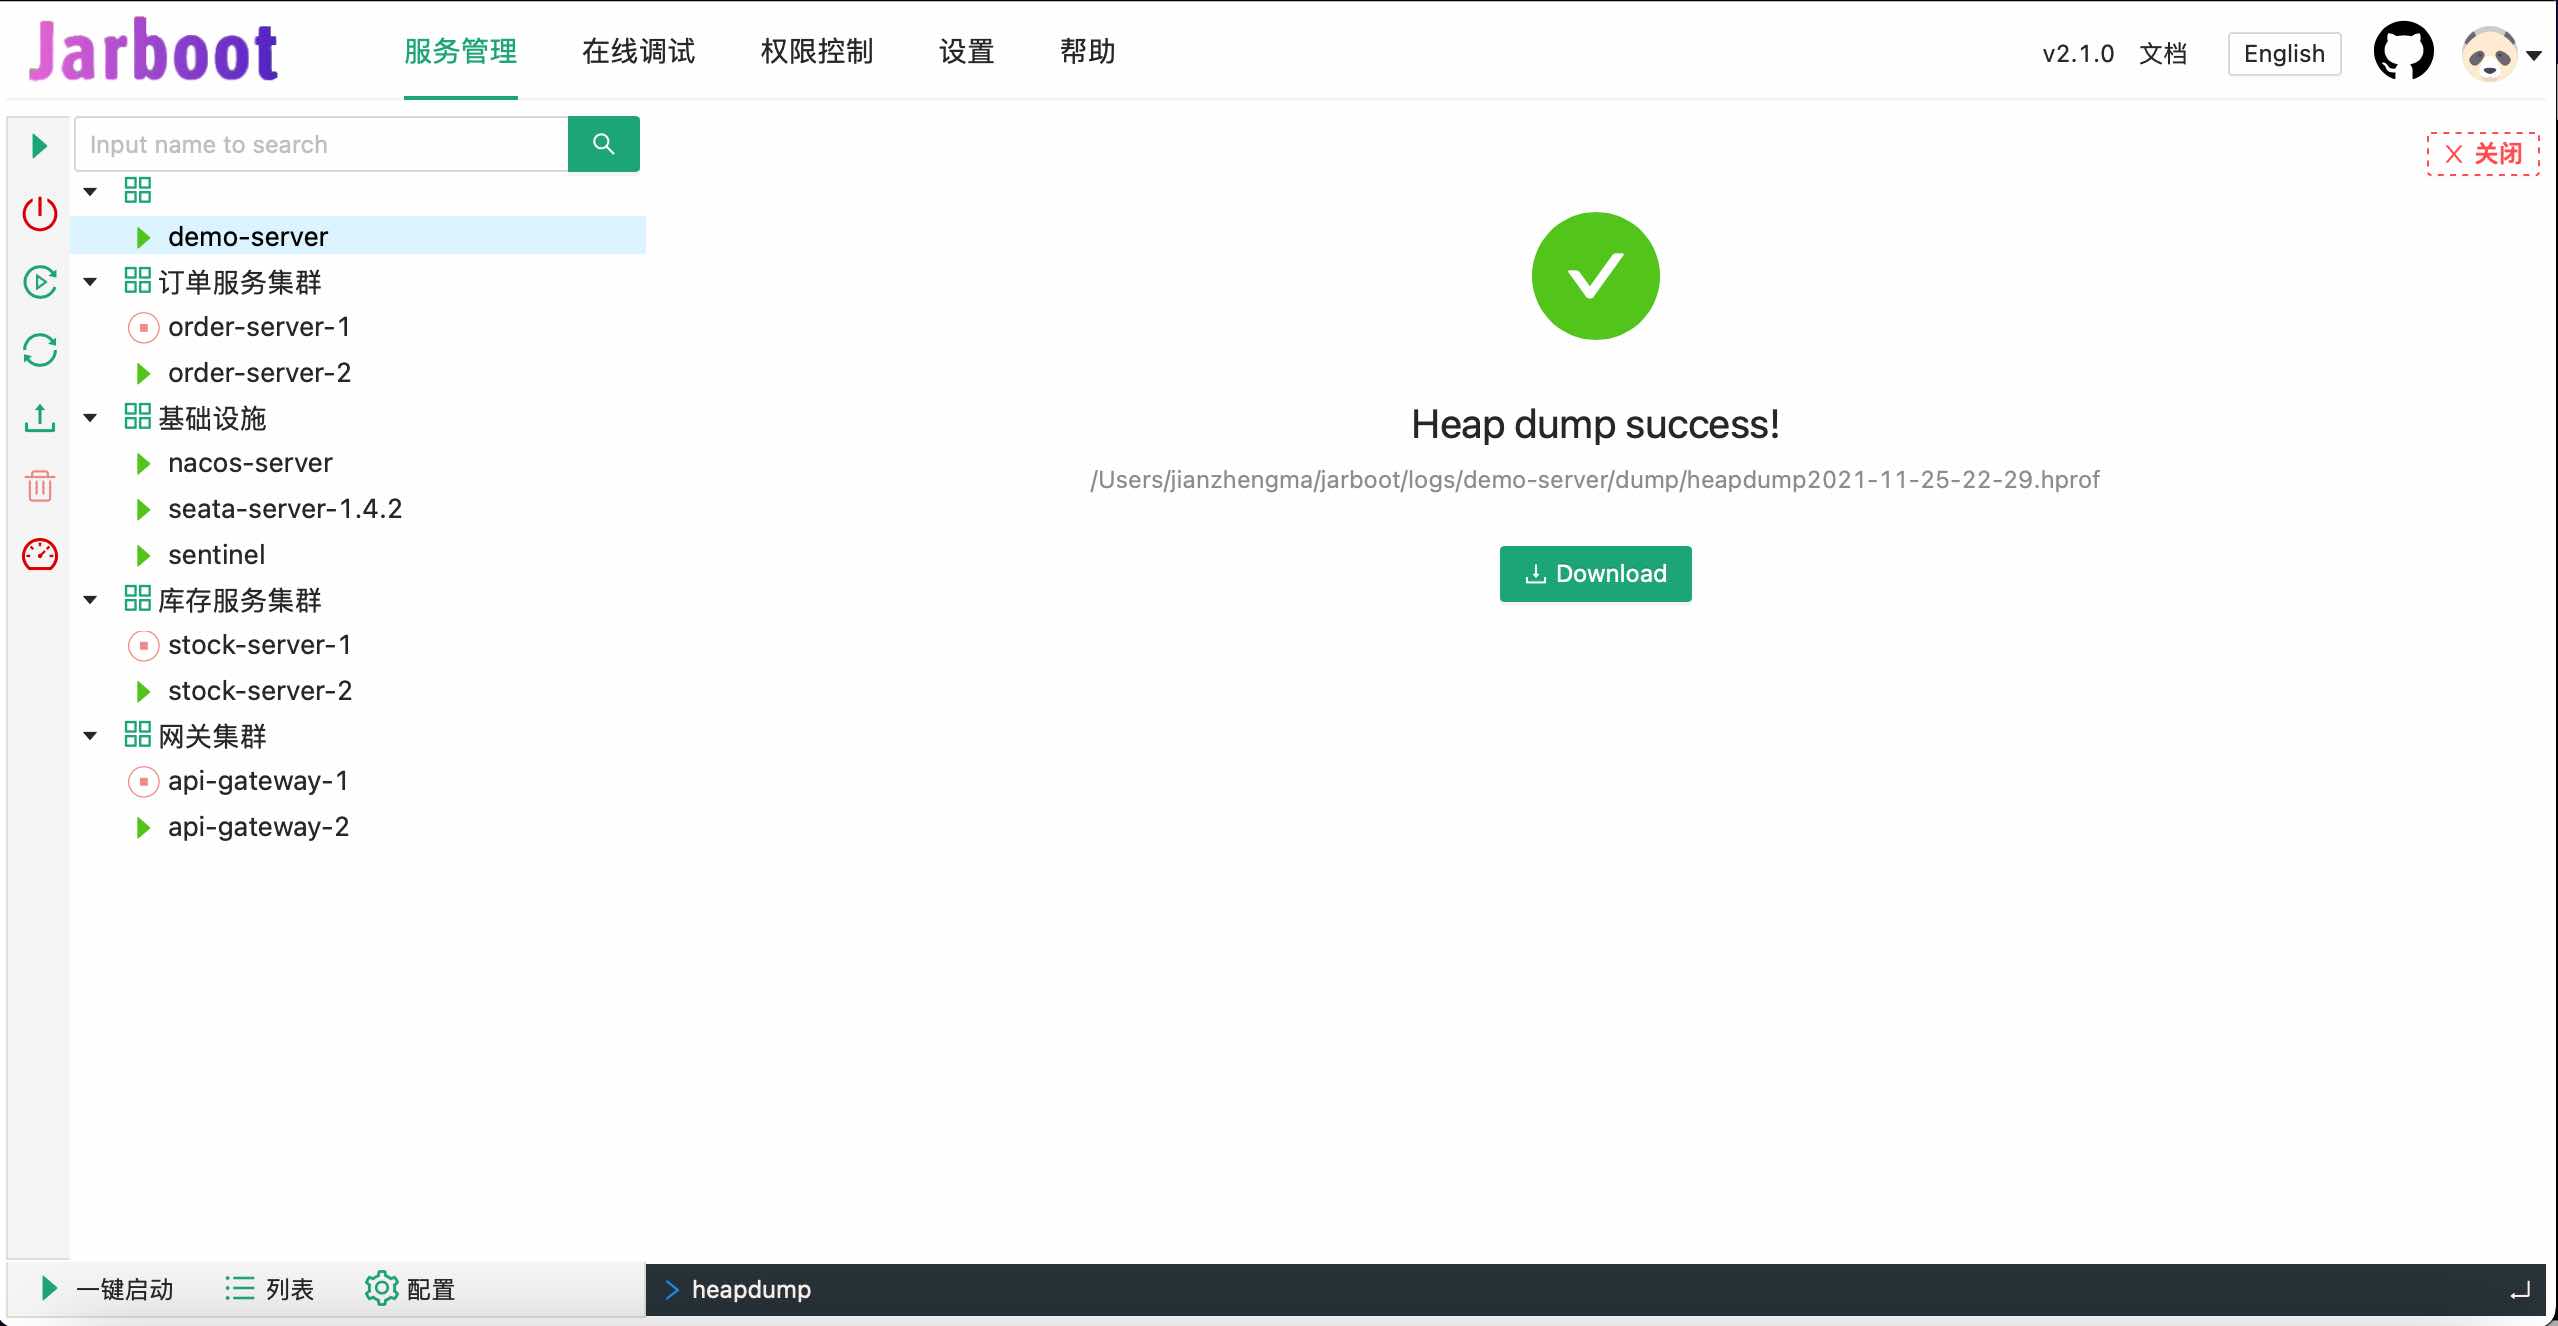 Jarboot
服务管理 在线调试 权限控制 设置 帮助
v2.1.0 文档 English
Input name to search
关闭
demo-server
订单服务集群
order-server-1
order-server-2
基础设施
nacos-server
seata-server-1.4.2
sentinel
库存服务集群
stock-server-1
stock-server-2
网关集群
api-gateway-1
api-gateway-2
Heap dump success!
/Users/jianzhengma/jarboot/logs/demo-server/dump/heapdump2021-11-25-22-29.hprof
Download
一键启动 列表 配置
> heapdump